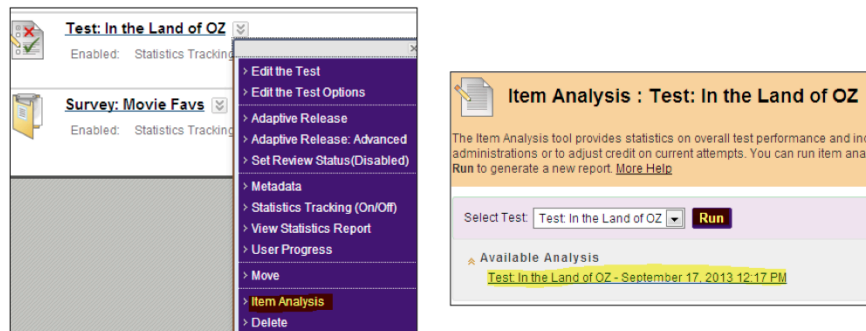 Test: In the Land of OZ
Enabled: Statistics Tracking
Survey: Movie Favs
Enabled: Statistics Tracking
> Edit the Test
> Edit the Test Options
> Adaptive Release
> Adaptive Release: Advanced
> Set Review Status(Disabled)
> Metadata
> Statistics Tracking (On/Off)
> View Statistics Report
> User Progress
> Move
> Item Analysis
> Delete
Item Analysis : Test: In the Land of OZ
The Item Analysis tool provides statistics on overall test performance and
administrations or to adjust credit on current attempts. You can run item
Run to generate a new report. More Help
Select Test: Test: In the Land of OZ Run
Available Analysis
Test: In the Land of OZ - September 17, 2013 12:17 PM